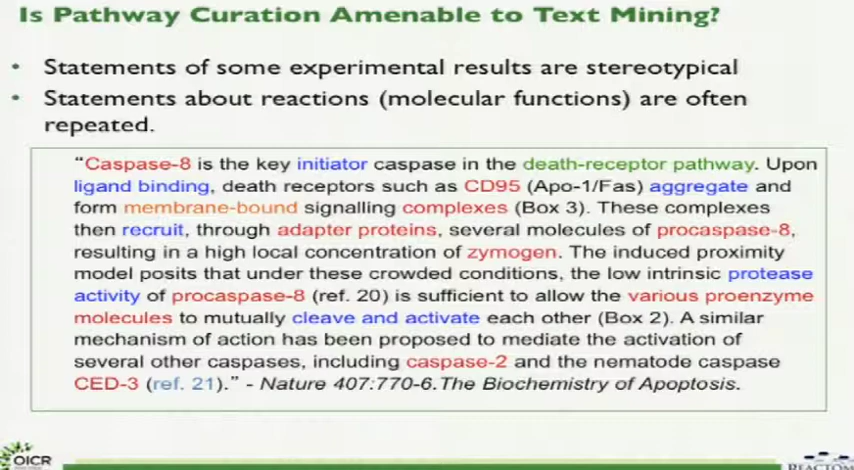 Is Pathway Curation Amenable to Text Mining?
• Statements of some experimental results are stereotypical
• Statements about reactions (molecular functions) are often
repeated.
“Caspase-8 is the key initiator caspase in the death-receptor pathway. Upon
ligand binding, death receptors such as CD95 (Apo-1/Fas) aggregate and
form membrane-bound signalling complexes (Box 3). These complexes
then recruit, through adapter proteins, several molecules of procaspase-8,
resulting in a high local concentration of zymogen. The induced proximity
model posits that under these crowded conditions, the low intrinsic protease
activity of procaspase-8 (ref. 20) is sufficient to allow the various proenzyme
molecules to mutually cleave and activate each other (Box 2). A similar
mechanism of action has been proposed to mediate the activation of
several other caspases, including caspase-2 and the nematode caspase
CED-3 (ref. 21).” - Nature 407:770-6.The Biochemistry of Apoptosis.
OICR